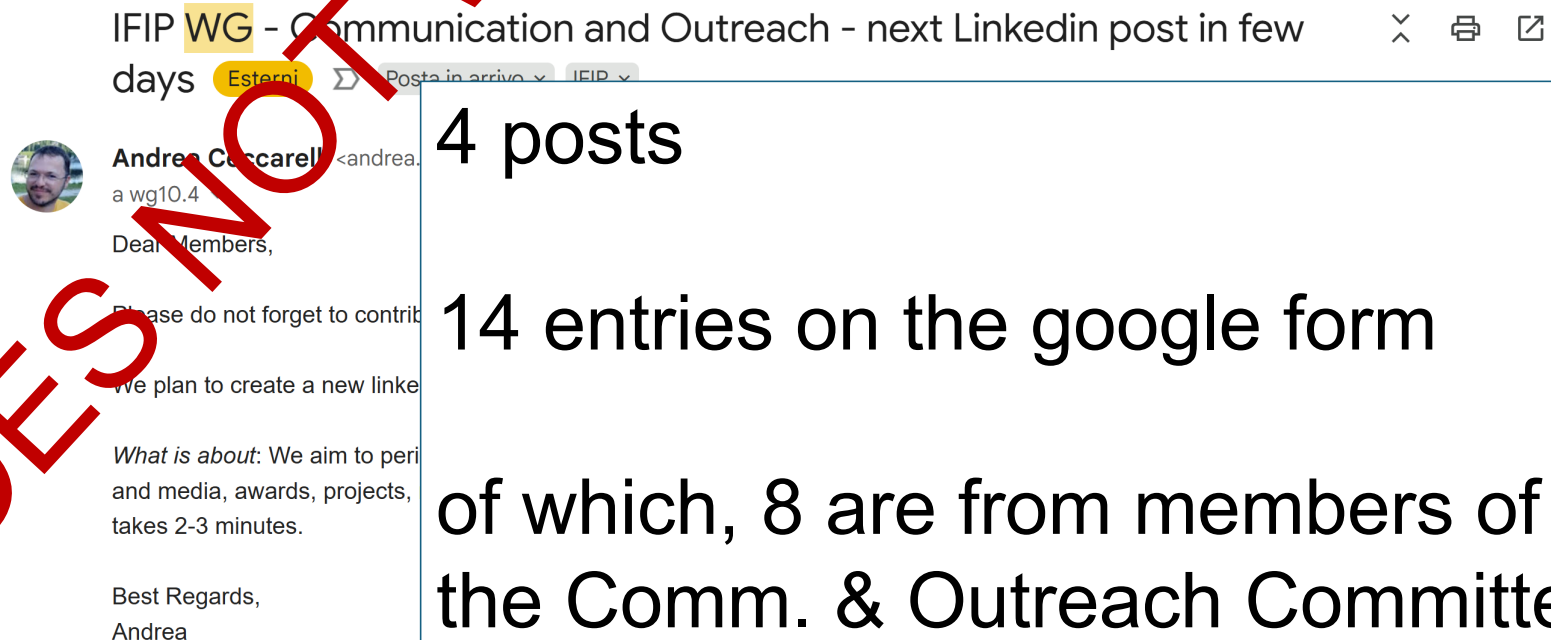 IFIP WG - Communication and Outreach - next Linkedin post in few
days Esterni Posta in arrivo IFIP
Andrea Ceccarelli <andrea.
a wg10.4
Dear Members,
Please do not forget to contrib
We plan to create a new linke
What is about: We aim to peri
and media, awards, projects,
takes 2-3 minutes.
Best Regards,
Andrea
4 posts
14 entries on the google form
of which, 8 are from members of
the Comm. & Outreach Committe
DES NOT